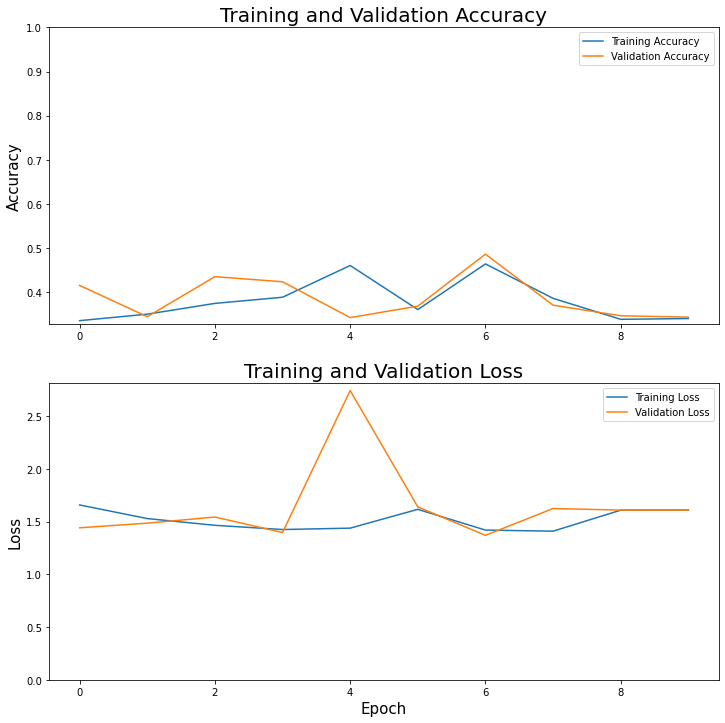 Training and Validation Accuracy
1.0
0.9
0.8
0.7
0.6
0.5
0.4
Accuracy
Training Accuracy
Validation Accuracy
0 2 4 6 8
Training and Validation Loss
2.5
2.0
1.5
1.0
0.5
0.0
Loss
Training Loss
Validation Loss
0 2 4 6 8
Epoch